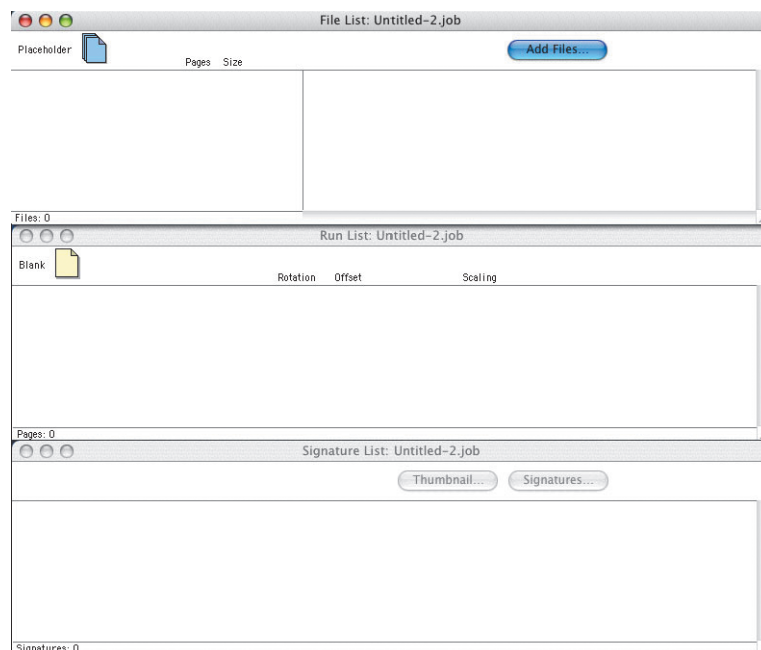 File List: Untitled-2.job
Placeholder
Add Files...
Pages Size
Files: 0
Run List: Untitled-2.job
Blank
Rotation Offset Scaling
Pages: 0
Signature List: Untitled-2.job
Thumbnail... Signatures...
Signatures: 0